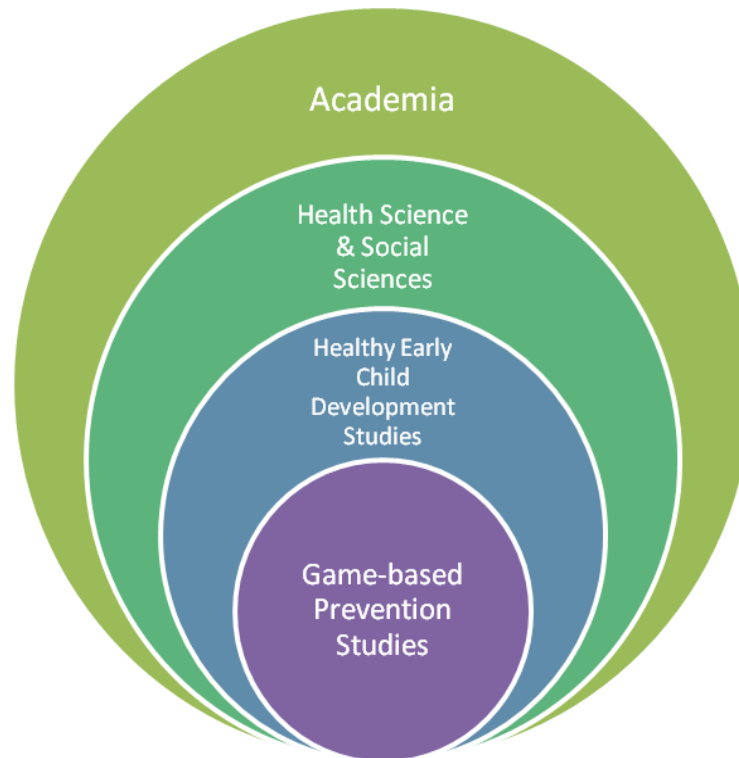 Academia
Health Science
& Social
Sciences
Healthy Early
Child
Development
Studies
Game-based
Prevention
Studies